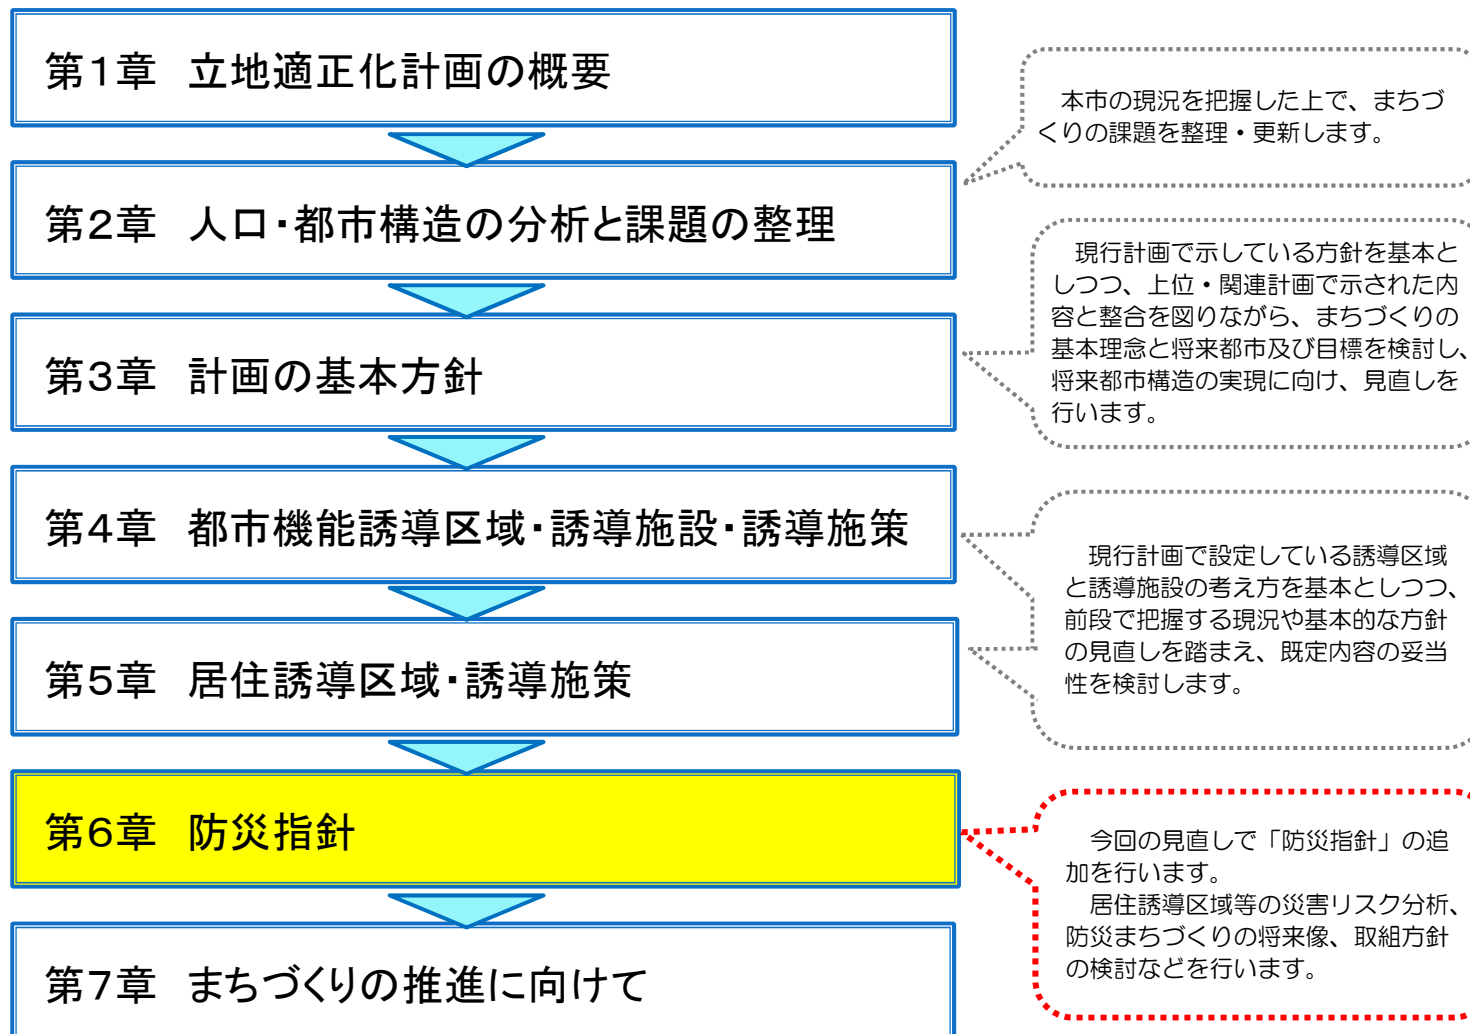 第1章 立地適正化計画の概要
本市の現況を把握した上で、まちづ
くりの課題を整理・更新します。
第2章 人口・都市構造の分析と課題の整理
現行計画で示している方針を基本と
しつつ、上位・関連計画で示された内
容と整合を図りながら、まちづくりの
基本理念と将来都市及び目標を検討し、
将来都市構造の実現に向け、見直しを
行います。
第3章 計画の基本方針
第4章 都市機能誘導区域・誘導施設・誘導施策
現行計画で設定している誘導区域
と誘導施設の考え方を基本としつつ、
前段で把握する現況や基本的な方針
の見直しを踏まえ、既定内容の妥当
性を検討します。
第5章 居住誘導区域・誘導施策
第6章 防災指針
今回の見直しで「防災指針」の追
加を行います。
居住誘導区域等の災害リスク分析、
防災まちづくりの将来像、取組方針
の検討などを行います。
第7章 まちづくりの推進に向けて